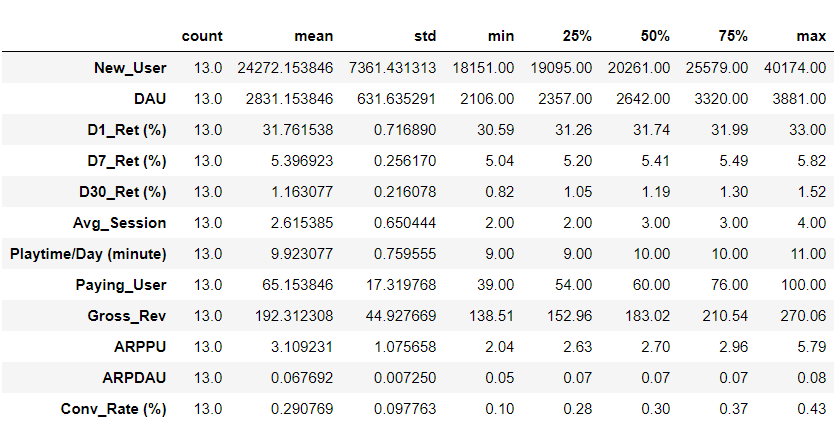 count mean std min 25% 50% 75% max
New_User 13.0 24272.153846 7361.431313 18151.00 19095.00 20261.00 25579.00 40174.00
DAU 13.0 2831.153846 631.635291 2106.00 2357.00 2642.00 3320.00 3881.00
D1_Ret (%) 13.0 31.761538 0.716890 30.59 31.26 31.74 31.99 33.00
D7_Ret (%) 13.0 5.396923 0.256170 5.04 5.20 5.41 5.49 5.82
D30_Ret (%) 13.0 1.163077 0.216078 0.82 1.05 1.19 1.30 1.52
Avg_Session 13.0 2.615385 0.650444 2.00 2.00 3.00 3.00 4.00
Playtime/Day (minute) 13.0 9.923077 0.759555 9.00 9.00 10.00 10.00 11.00
Paying_User 13.0 65.153846 17.319768 39.00 54.00 60.00 76.00 100.00
Gross_Rev 13.0 192.312308 44.927669 138.51 152.96 183.02 210.54 270.06
ARPPU 13.0 3.109231 1.075658 2.04 2.63 2.70 2.96 5.79
ARPDAU 13.0 0.067692 0.007250 0.05 0.07 0.07 0.07 0.08
Conv_Rate (%) 13.0 0.290769 0.097763 0.10 0.28 0.30 0.37 0.43